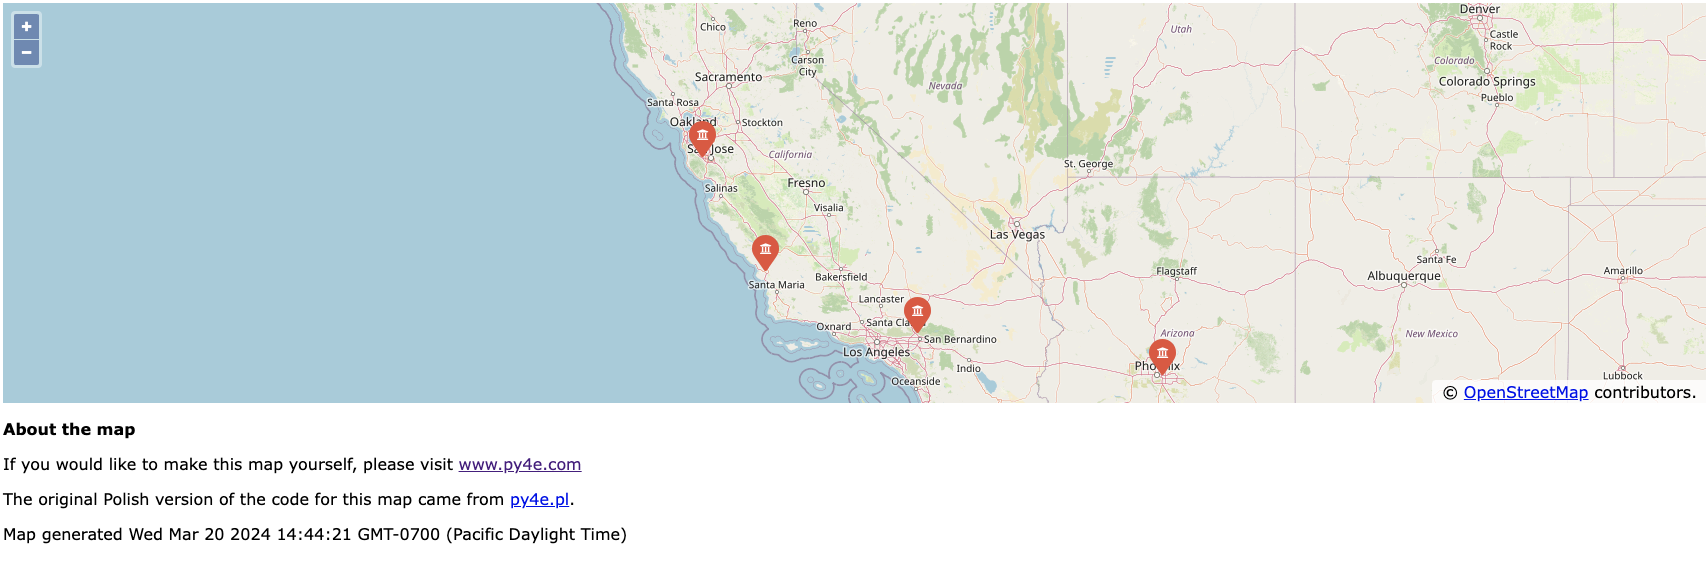 +
−
Denver
Reno
Chico
Utah
Castle
Rock
Carson
City
Colorado
Sacramento
Colorado Springs
Nevada
Pueblo
Santa Rosa
Oakland
Stockton
San Jose
California
St. George
Fresno
Salinas
Visalia
Las Vegas
Santa Fe
Flagstaff
Amarillo
Albuquerque
Bakersfield
Santa Maria
Lancaster
Oxnard
Santa
Arizona
New Mexico
San Bernardino
Los Angeles
Phoenix
Indio
Lubbock
Oceanside
© OpenStreetMap contributors.
About the map
If you would like to make this map yourself, please visit www.py4e.com
The original Polish version of the code for this map came from py4e.pl.
Map generated Wed Mar 20 2024 14:44:21 GMT-0700 (Pacific Daylight Time)